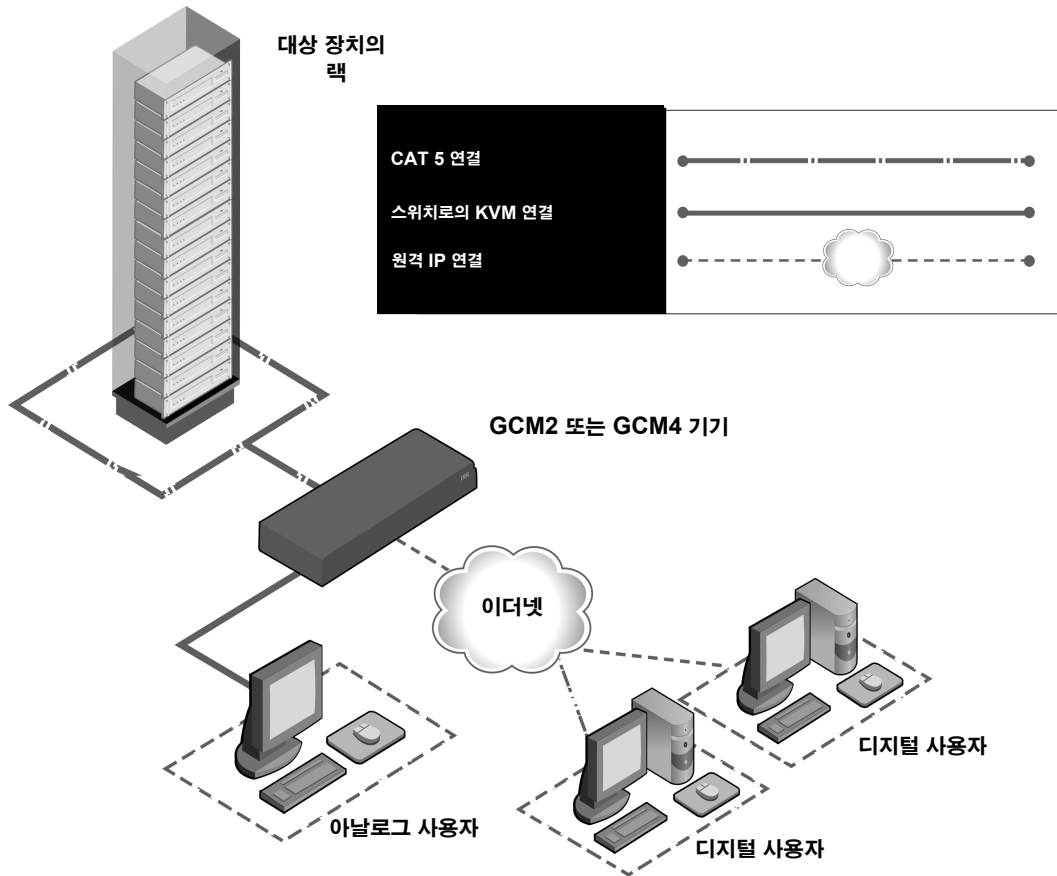 대상 장치의
랙
CAT 5 연결
스위치로의 KVM 연결
원격 IP 연결
GCM2 또는 GCM4 기기
이더넷
디지털 사용자
아날로그 사용자
디지털 사용자